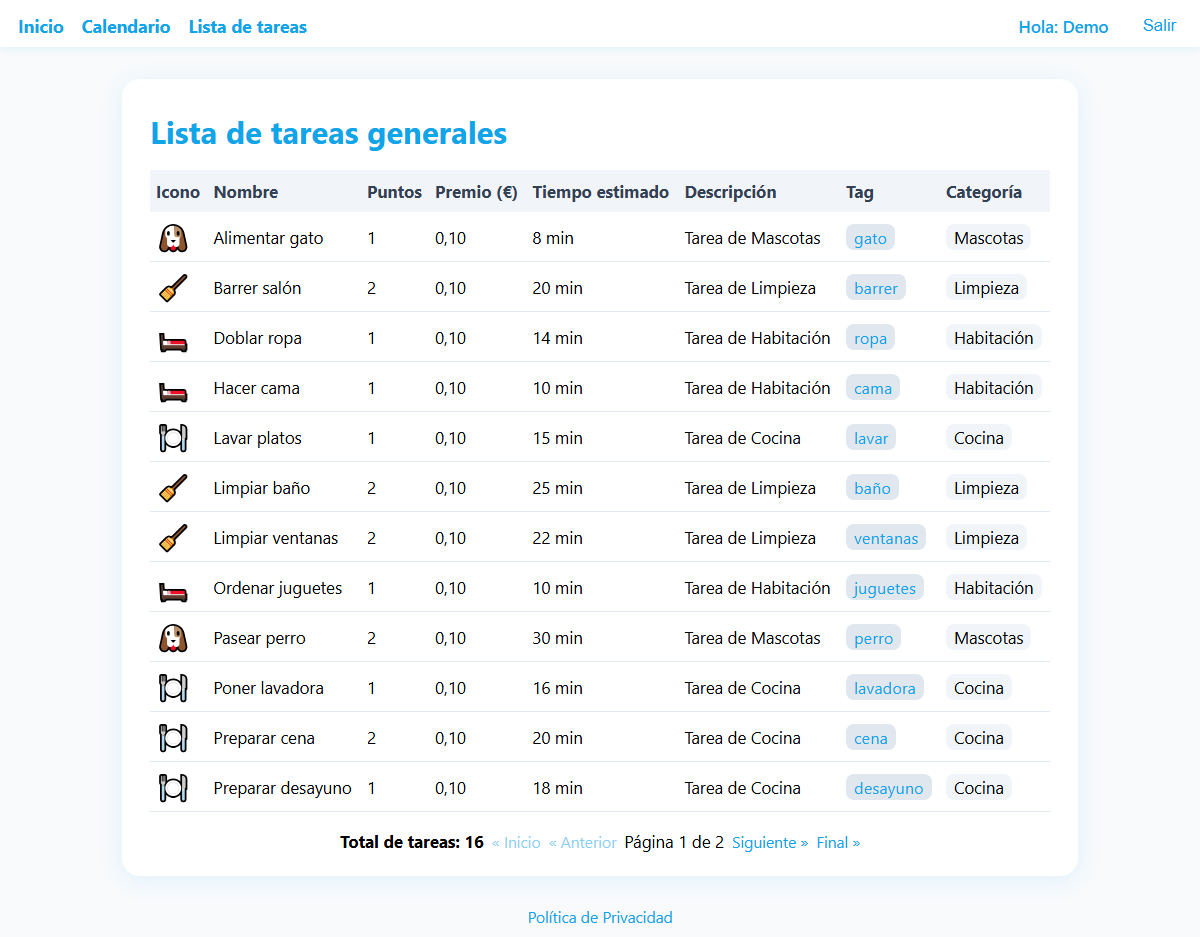 Inicio Calendario Lista de tareas Hola: Demo Salir
Lista de tareas generales
Icono Nombre Puntos Premio (€) Tiempo estimado Descripción Tag Categoría
Alimentar gato 1 0,10 8 min Tarea de Mascotas gato Mascotas
Barrer salón 2 0,10 20 min Tarea de Limpieza barrer Limpieza
Doblar ropa 1 0,10 14 min Tarea de Habitación ropa Habitación
Hacer cama 1 0,10 10 min Tarea de Habitación cama Habitación
Lavar platos 1 0,10 15 min Tarea de Cocina lavar Cocina
Limpiar baño 2 0,10 25 min Tarea de Limpieza baño Limpieza
Limpiar ventanas 2 0,10 22 min Tarea de Limpieza ventanas Limpieza
Ordenar juguetes 1 0,10 10 min Tarea de Habitación juguetes Habitación
Pasear perro 2 0,10 30 min Tarea de Mascotas perro Mascotas
Poner lavadora 1 0,10 16 min Tarea de Cocina lavadora Cocina
Preparar cena 2 0,10 20 min Tarea de Cocina cena Cocina
Preparar desayuno 1 0,10 18 min Tarea de Cocina desayuno Cocina
Total de tareas: 16 « Inicio « Anterior Página 1 de 2 Siguiente » Final »
Política de Privacidad